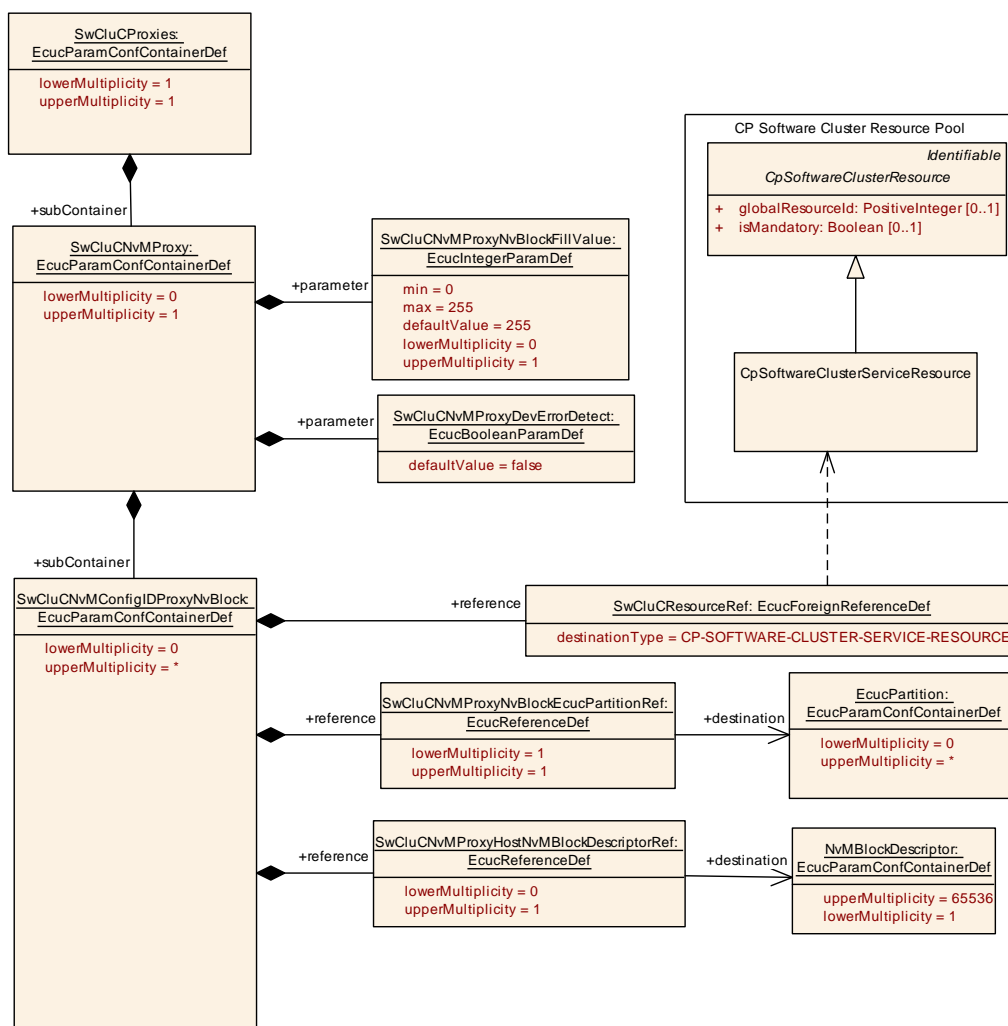 SwCluCProxies:
EcucParamConfContainerDef
lowerMultiplicity = 1
upperMultiplicity = 1
+subContainer
SwCluCNvMProxy:
EcucParamConfContainerDef
lowerMultiplicity = 0
upperMultiplicity = 1
+parameter
SwCluCNvMProxyNvBlockFillValue:
EcucIntegerParamDef
min = 0
max = 255
defaultValue = 255
lowerMultiplicity = 0
upperMultiplicity = 1
+parameter
SwCluCNvMProxyDevErrorDetect:
EcucBooleanParamDef
defaultValue = false
CP Software Cluster Resource Pool
Identifiable
CpSoftwareClusterResource
+ globalResourceId: PositiveInteger [0..1]
+ isMandatory: Boolean [0..1]
CpSoftwareClusterServiceResource
+subContainer
SwCluCNvMConfigIDProxyNvBlock:
EcucParamConfContainerDef
lowerMultiplicity = 0
upperMultiplicity = *
+reference
SwCluCResourceRef: EcucForeignReferenceDef
destinationType = CP-SOFTWARE-CLUSTER-SERVICE-RESOURCE
+reference
SwCluCNvMProxyNvBlockEcucPartitionRef:
EcucReferenceDef
lowerMultiplicity = 1
upperMultiplicity = 1
+destination
EcucPartition:
EcucParamConfContainerDef
lowerMultiplicity = 0
upperMultiplicity = *
+reference
SwCluCNvMProxyHostNvMBlockDescriptorRef:
EcucReferenceDef
lowerMultiplicity = 0
upperMultiplicity = 1
+destination
NvMBlockDescriptor:
EcucParamConfContainerDef
upperMultiplicity = 65536
lowerMultiplicity = 1